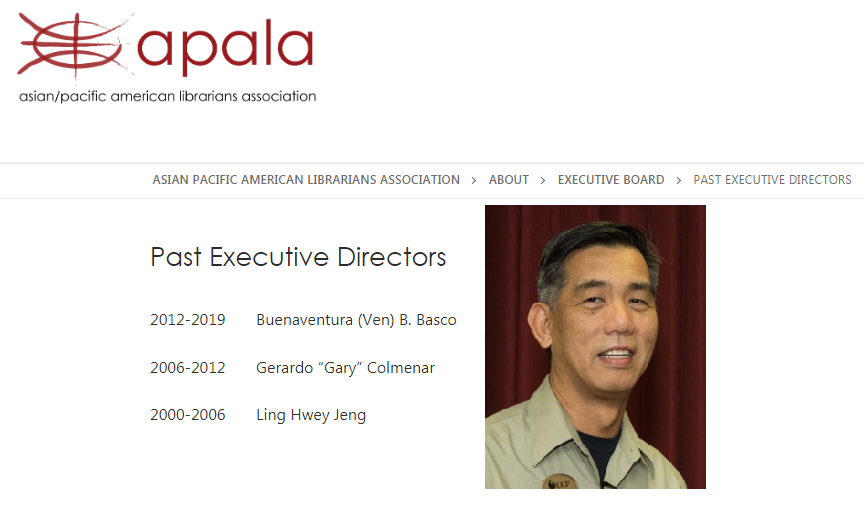 apala
asian/pacific american librarians association
ASIAN PACIFIC AMERICAN LIBRARIANS ASSOCIATION > ABOUT > EXECUTIVE BOARD > PAST EXECUTIVE DIRECTORS
Past Executive Directors
2012-2019 Buenaventura (Ven) B. Basco
2006-2012 Gerardo “Gary” Colmenar
2000-2006 Ling Hwey Jeng
UCF